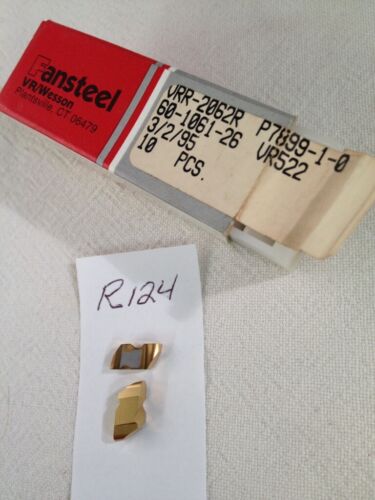 Fansteel
VR/Wesson
Plantsville, CT 06479
VRR-2062R P7899-1-0
60-1061-26 VR522
3/2/95
10 PCS.
R124